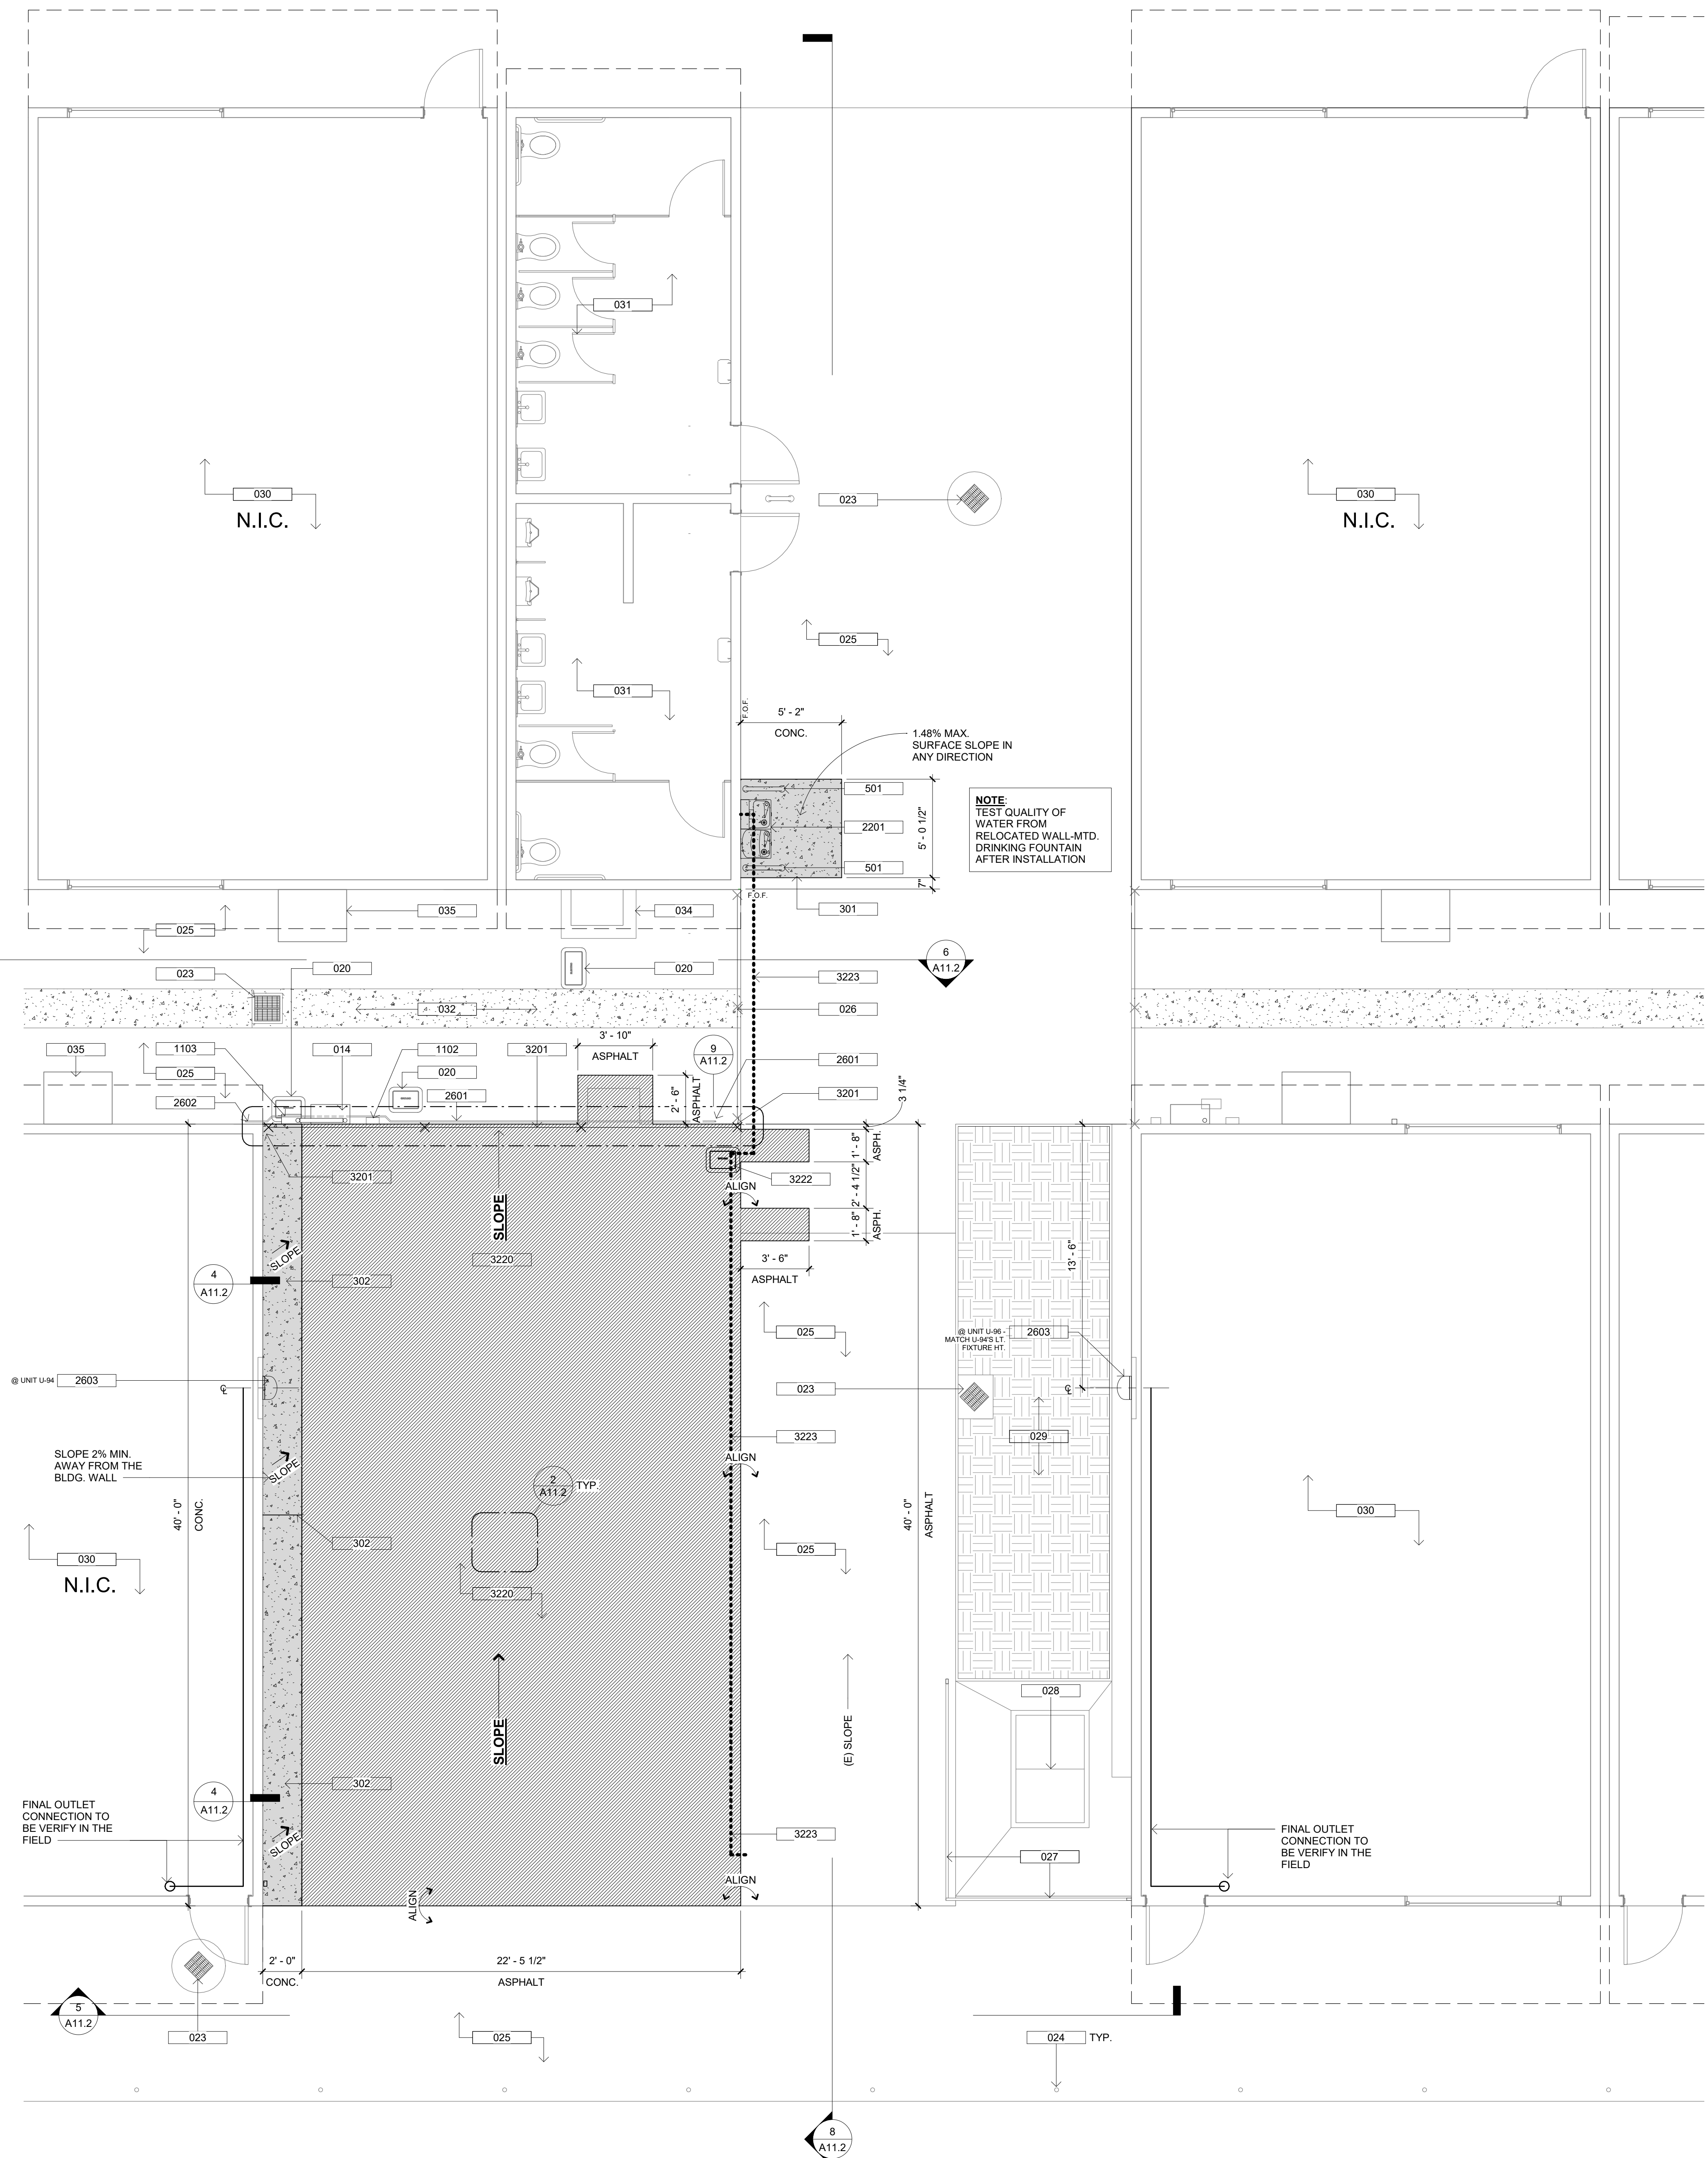 031
030
N.I.C.
023
030
N.I.C.
025
031
F.O.F.
5' - 2"
CONC.
1.48% MAX.
SURFACE SLOPE IN
ANY DIRECTION
501
2201
501
5' - 0 1/2"
7"
NOTE:
TEST QUALITY OF
WATER FROM
RELOCATED WALL-MTD.
DRINKING FOUNTAIN
AFTER INSTALLATION
F.O.F.
301
035
034
025
023
020
020
6
A11.2
3223
032
026
3' - 10"
ASPHALT
035
1103
014
1102
3201
9
A11.2
2601
025
020
2601
2602
2' - 6"
ASPHALT
3201
3 1/4"
1' - 8"
ASPH.
2' - 4 1/2"
1' - 8"
ASPH.
3201
3222
ALIGN
SLOPE
SLOPE
3220
3' - 6"
ASPHALT
13' - 6"
4
A11.2
302
025
@ UNIT U-96 -
MATCH U-94'S LT.
FIXTURE HT.
2603
@ UNIT U-94
2603
023
3223
029
SLOPE 2% MIN.
AWAY FROM THE
BLDG. WALL
SLOPE
ALIGN
2
A11.2
TYP.
40' - 0"
CONC.
40' - 0"
ASPHALT
030
302
025
030
N.I.C.
3220
028
SLOPE
(E) SLOPE
4
A11.2
302
FINAL OUTLET
CONNECTION TO
BE VERIFY IN THE
FIELD
SLOPE
3223
027
FINAL OUTLET
CONNECTION TO
BE VERIFY IN THE
FIELD
ALIGN
ALIGN
2' - 0"
CONC.
22' - 5 1/2"
ASPHALT
5
A11.2
023
025
024
TYP.
8
A11.2